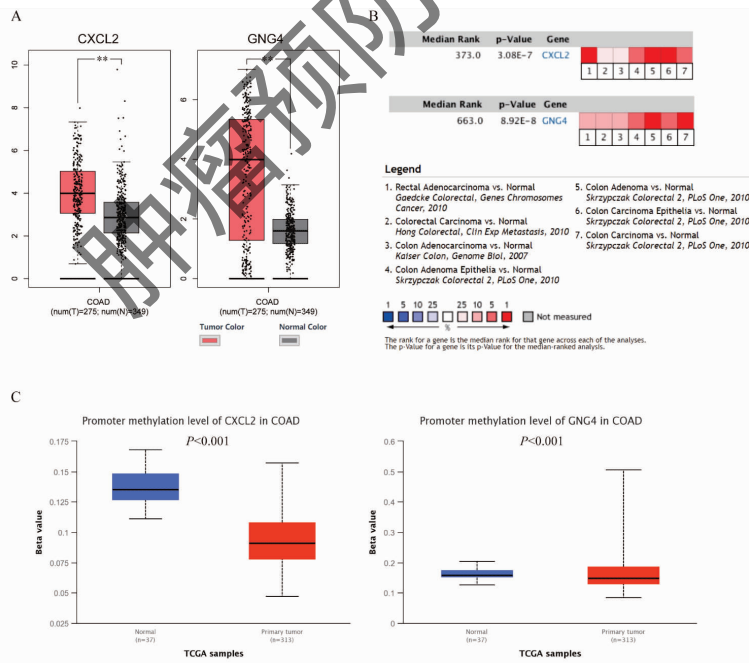 A
CXCL2
GNG4
**
**
10
8
6
4
2
0
6
4
2
0
COAD
(num(T)=275; num(N)=349)
COAD
(num(T)=275; num(N)=349)
Tumor Color
Normal Color
B
Median Rank p-Value Gene
373.0 3.08E-7 CXCL2
1 2 3 4 5 6 7
Median Rank p-Value Gene
663.0 8.92E-8 GNG4
1 2 3 4 5 6 7
Legend
1. Rectal Adenocarcinoma vs. Normal
Gaedcke Colorectal, Genes Chromosomes
Cancer, 2010
2. Colorectal Carcinoma vs. Normal
Hong Colorectal, Clin Exp Metastasis, 2010
3. Colon Adenocarcinoma vs. Normal
Kaiser Colon, Genome Biol, 2007
4. Colon Adenoma Epithelia vs. Normal
Skrzypczak Colorectal 2, PLoS One, 2010
5. Colon Adenoma vs. Normal
Skrzypczak Colorectal 2, PLoS One, 2010
6. Colon Carcinoma Epithelia vs. Normal
Skrzypczak Colorectal 2, PLoS One, 2010
7. Colon Carcinoma vs. Normal
Skrzypczak Colorectal 2, PLoS One, 2010
1 5 10 25 25 10 5 1
%
Not measured
The rank for a gene is the median rank for that gene across each of the analyses.
The p-Value for a gene is its p-Value for the median-ranked analysis.
C
Promoter methylation level of CXCL2 in COAD
P<0.001
0.175
0.15
0.125
0.1
0.075
0.05
0.025
Beta value
Normal
(n=37)
Primary tumor
(n=313)
TCGA samples
Promoter methylation level of GNG4 in COAD
P<0.001
0.6
0.5
0.4
0.3
0.2
0.1
0
Beta value
Normal
(n=37)
Primary tumor
(n=313)
TCGA samples
肿瘤预防